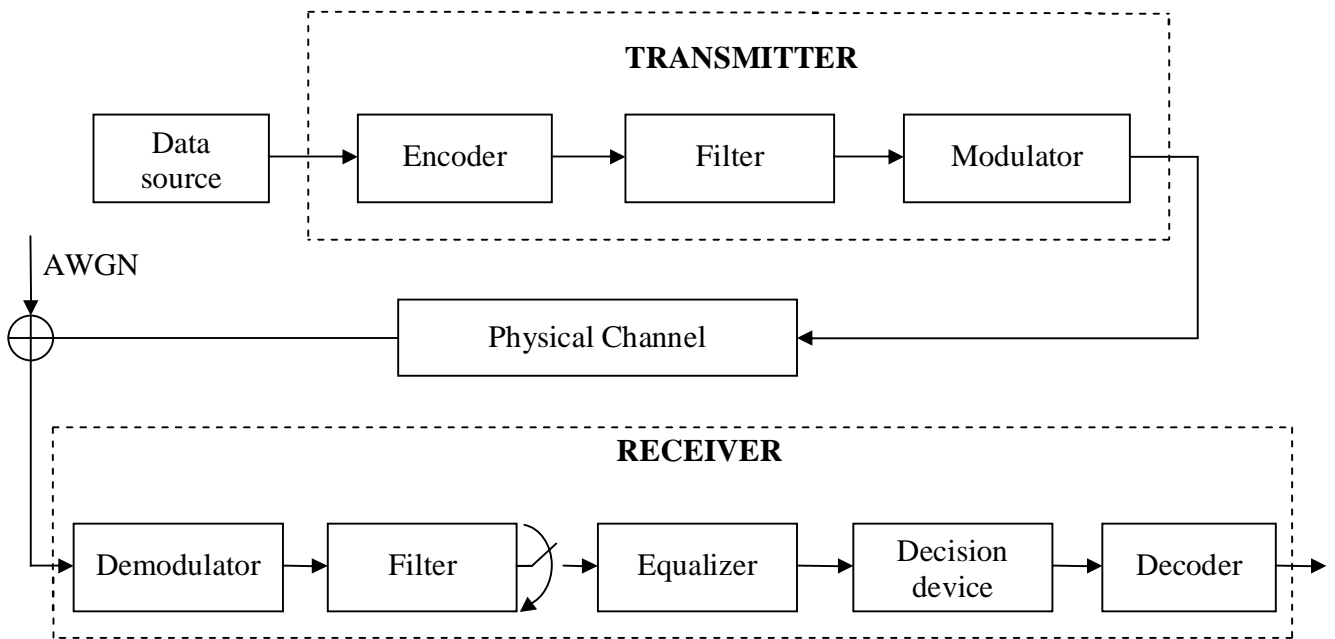 TRANSMITTER
Data
source
Encoder
Filter
Modulator
AWGN
Physical Channel
RECEIVER
Demodulator
Filter
Equalizer
Decision
device
Decoder